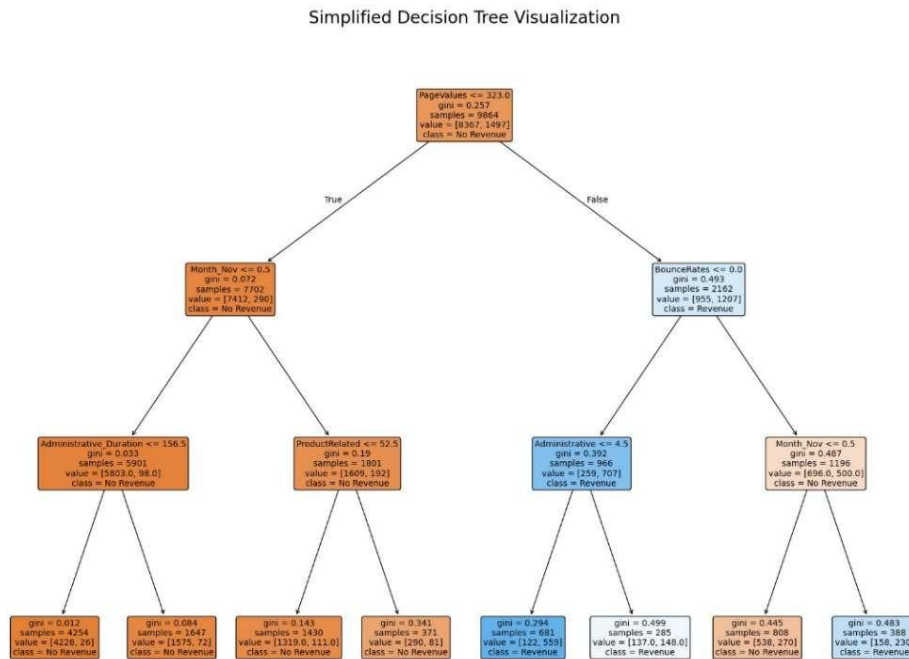 Simplified Decision Tree Visualization
PageValues <= 323.0
gini = 0.257
samples = 9864
value = [8367, 1497]
class = No Revenue
True
False
Month_Nov <= 0.5
gini = 0.072
samples = 7702
value = [7412, 290]
class = No Revenue
BounceRates <= 0.0
gini = 0.493
samples = 2162
value = [955, 1207]
class = Revenue
Administrative_Duration <= 156.5
gini = 0.033
samples = 5901
value = [5803.0, 98.0]
class = No Revenue
ProductRelated <= 52.5
gini = 0.19
samples = 1801
value = [1609, 192]
class = No Revenue
Administrative <= 4.5
gini = 0.392
samples = 966
value = [259, 707]
class = Revenue
Month_Nov <= 0.5
gini = 0.487
samples = 1196
value = [696.0, 500.0]
class = No Revenue
gini = 0.012
samples = 4254
value = [4228, 26]
class = No Revenue
gini = 0.084
samples = 1647
value = [1575, 72]
class = No Revenue
gini = 0.143
samples = 1430
value = [1319.0, 111.0]
class = No Revenue
gini = 0.341
samples = 371
value = [290, 81]
class = No Revenue
gini = 0.294
samples = 681
value = [122, 559]
class = Revenue
gini = 0.499
samples = 285
value = [137.0, 148.0]
class = Revenue
gini = 0.445
samples = 808
value = [538, 270]
class = No Revenue
gini = 0.483
samples = 388
value = [158, 230]
class = Revenue